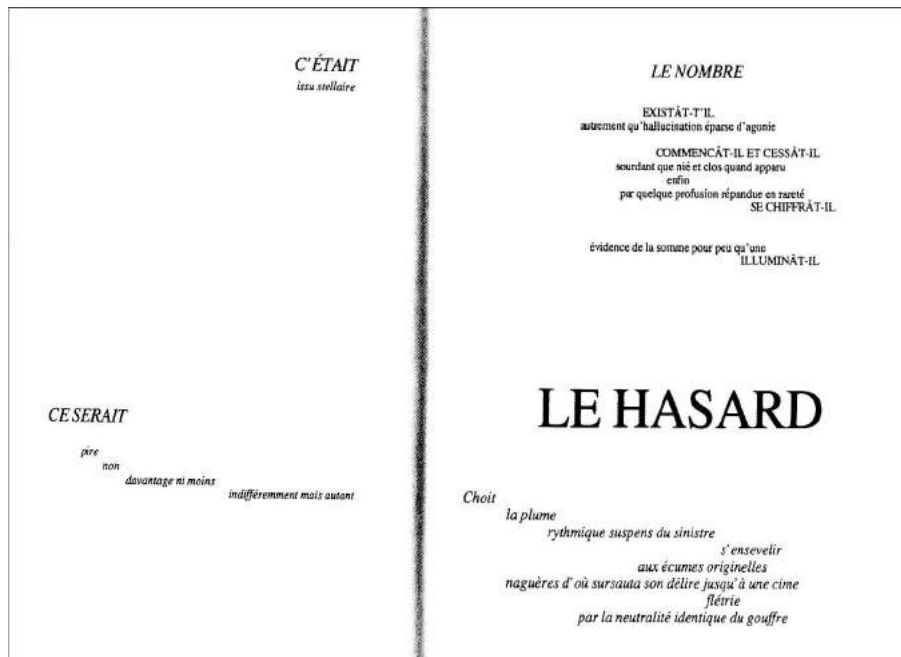 C'ÉTAIT
issu stellaire
CE SERAIT
pire
non
davantage ni moins
indifféremment mais autant
LE NOMBRE
EXISTÂT-T'IL
autrement qu'hallucination éparse d'agonie
COMMENCÂT-IL ET CESSÂT-IL
sourdant que nié et clos quand apparu
enfin
par quelque profusion répandue en rareté
SE CHIFFRÂT-IL
évidence de la somme pour peu qu'une
ILLUMINÂT-IL
LE HASARD
Choit
la plume
rythmique suspens du sinistre
s'ensevelir
aux écumes originelles
naguères d'où sursauta son délire jusqu'à une cime
flétrie
par la neutralité identique du gouffre